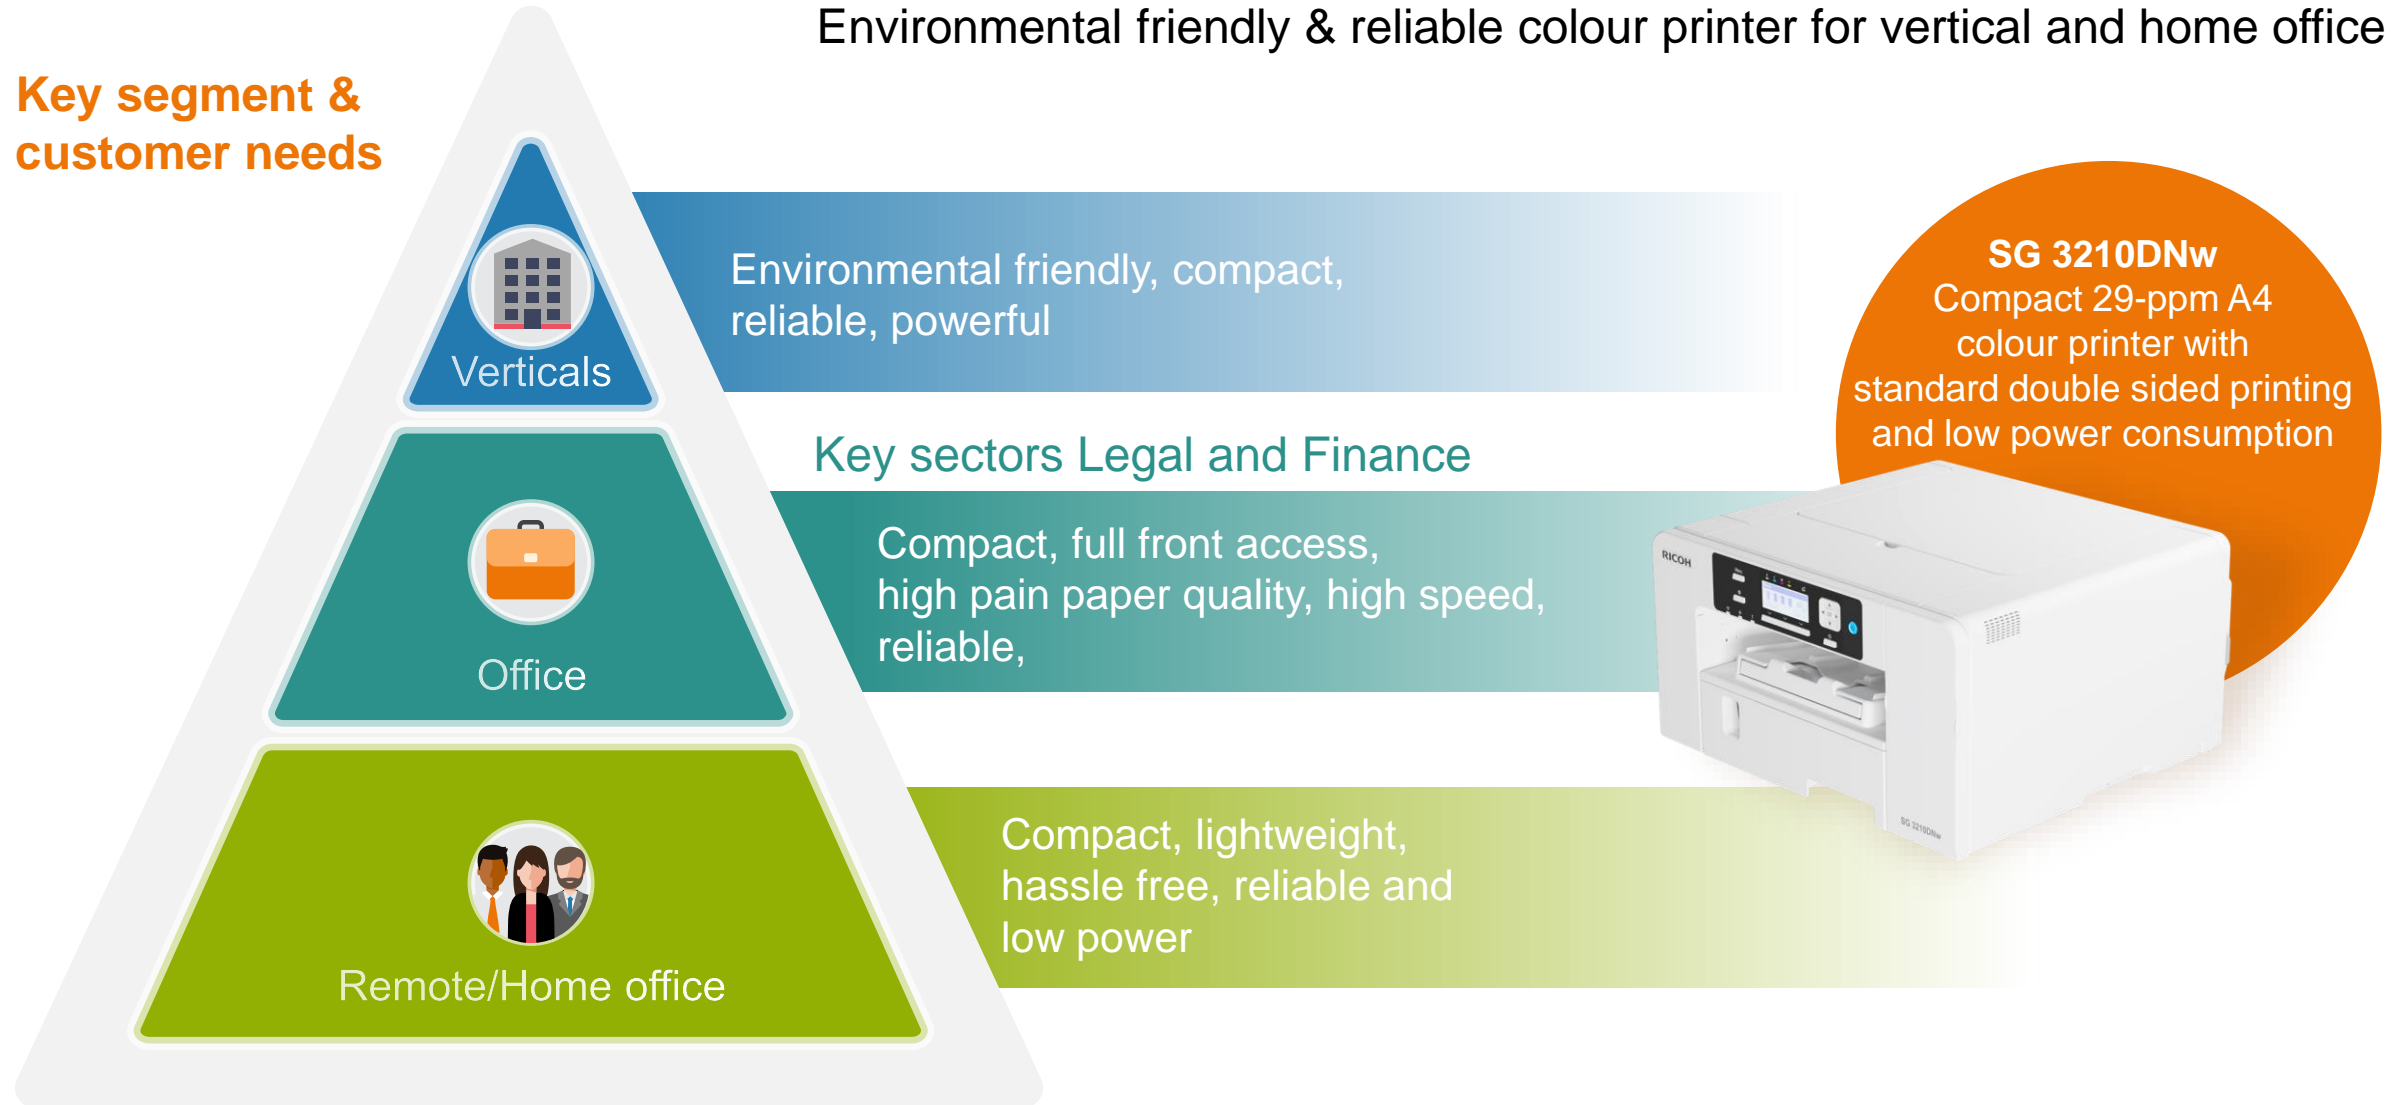 Environmental friendly & reliable colour printer for vertical and home office
Key segment &
customer needs
Verticals
Environmental friendly, compact,
reliable, powerful
SG 3210DNw
Compact 29-ppm A4
colour printer with
standard double sided printing
and low power consumption
Key sectors Legal and Finance
Office
Compact, full front access,
high pain paper quality, high speed,
reliable,
RICOH
SG 3210DNw
Remote/Home office
Compact, lightweight,
hassle free, reliable and
low power